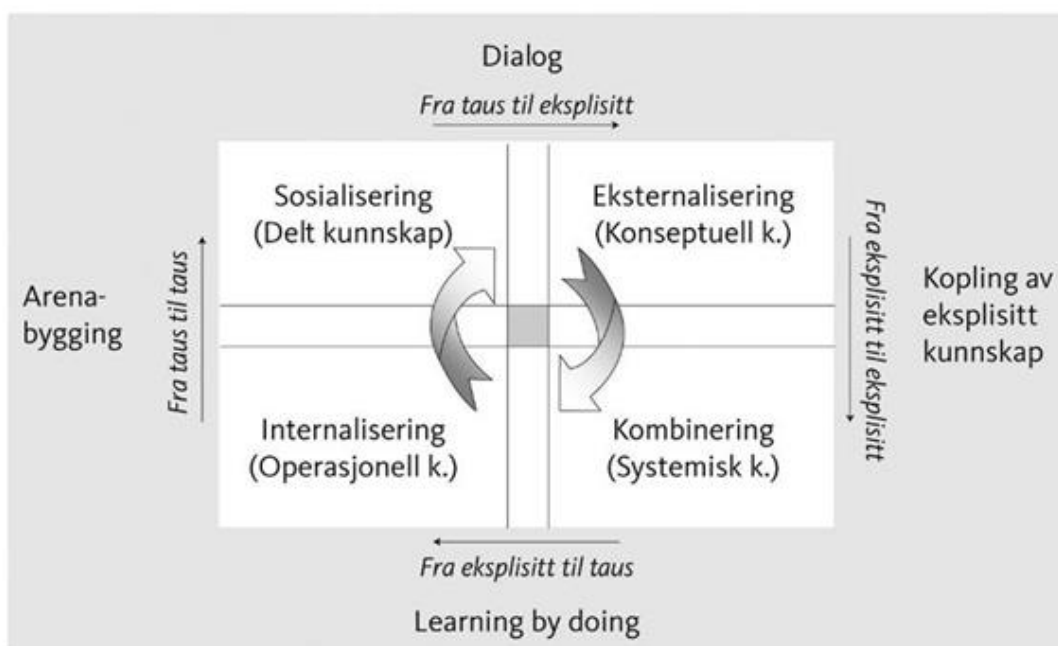 Dialog
Fra taus til eksplisitt
Sosialisering
(Delt kunnskap)
Eksternalisering
(Konseptuell k.)
Arena-
bygging
Fra taus til taus
Fra eksplisitt til eksplisitt
Kopling av
eksplisitt
kunnskap
Internalisering
(Operasjonell k.)
Kombinering
(Systemisk k.)
Fra eksplisitt til taus
Learning by doing